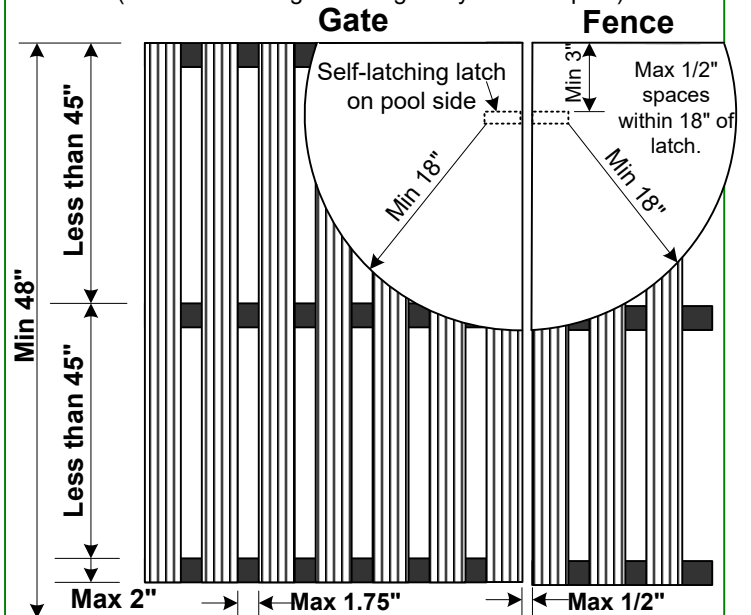 Gate
Fence
Self-latching latch
on pool side
Min 3"
Max 1/2"
spaces
within 18" of
latch.
Min 18"
Min 18"
Less than 45"
Min 48"
Less than 45"
Max 2"
Max 1.75"
Max 1/2"